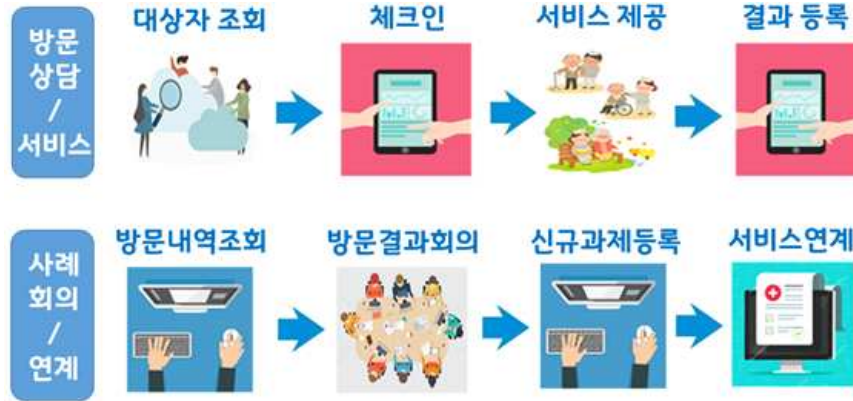 방문
상담
/
서비스
대상자 조회
체크인
서비스 제공
결과 등록
사례
회의
/
연계
방문내역조회
방문결과회의
신규과제등록
서비스연계